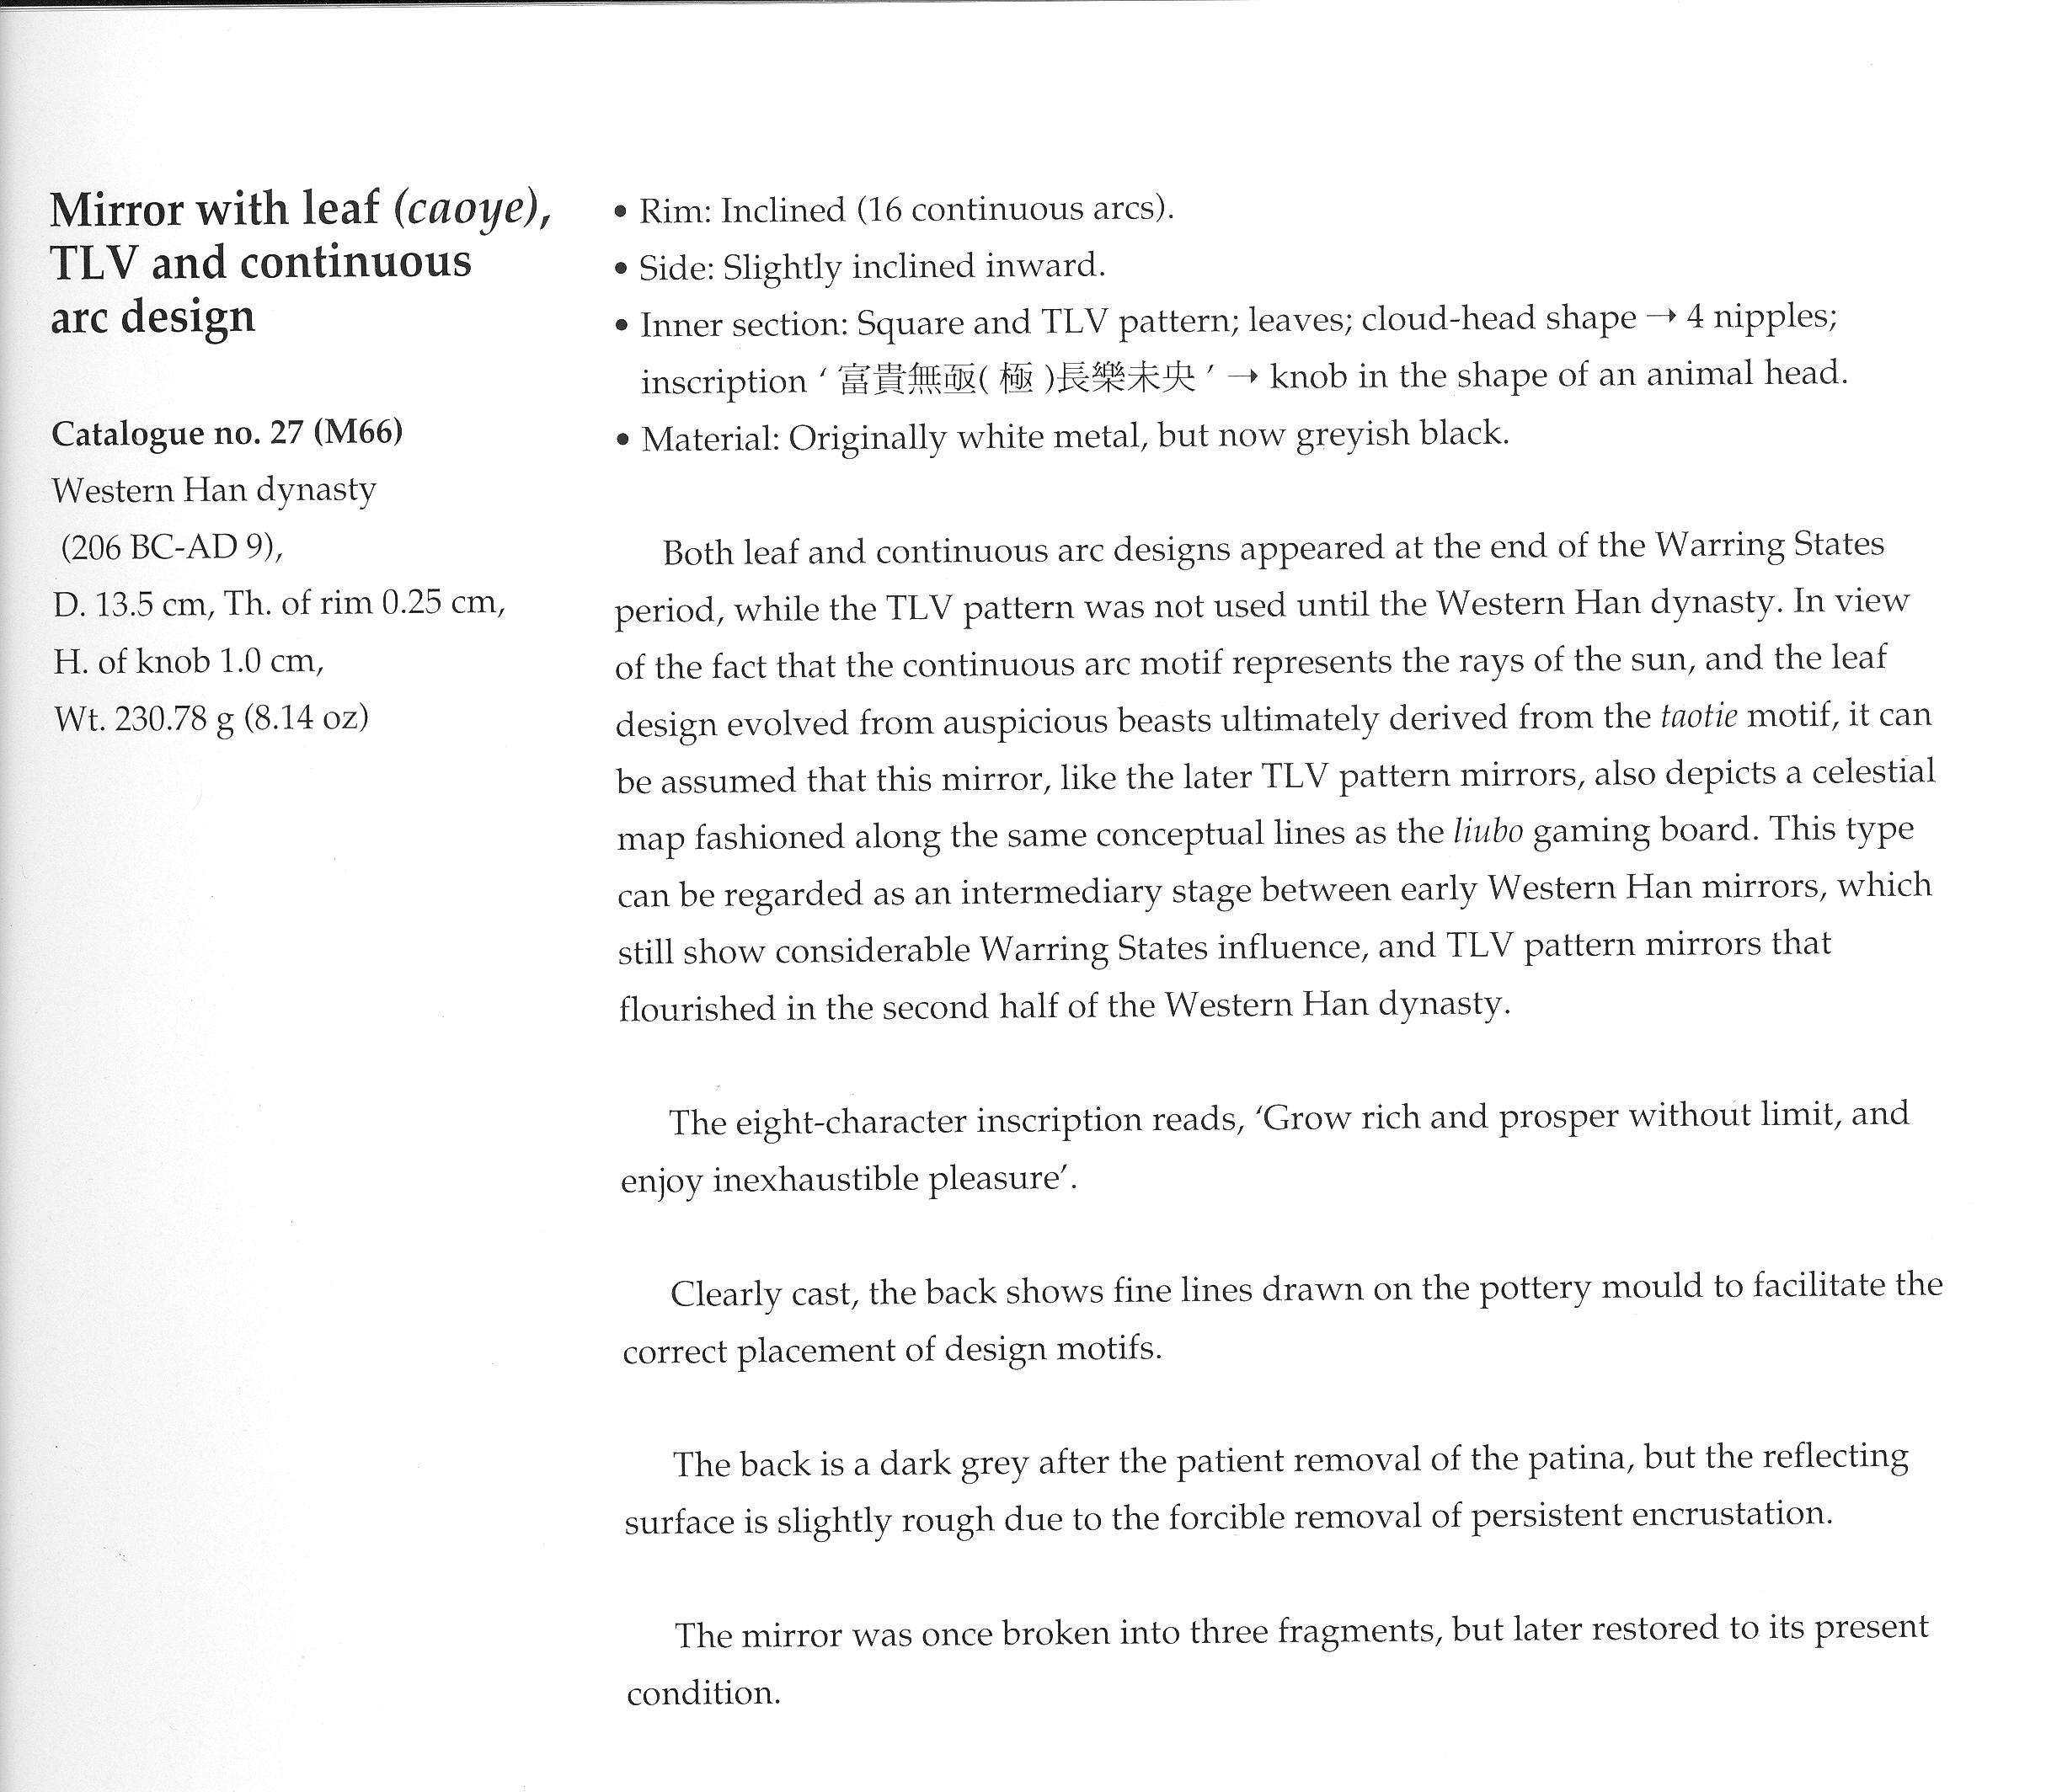 Mirror with leaf (caoye),
TLV and continuous
arc design
Catalogue no. 27 (M66)
Western Han dynasty
(206 BC-AD 9),
D. 13.5 cm, Th. of rim 0.25 cm,
H. of knob 1.0 cm,
Wt. 230.78 g (8.14 oz)
• Rim: Inclined (16 continuous arcs).
• Side: Slightly inclined inward.
• Inner section: Square and TLV pattern; leaves; cloud-head shape → 4 nipples;
inscription ‘ 富貴無亟( 極 )長樂未央 ’ → knob in the shape of an animal head.
• Material: Originally white metal, but now greyish black.
Both leaf and continuous arc designs appeared at the end of the Warring States
period, while the TLV pattern was not used until the Western Han dynasty. In view
of the fact that the continuous arc motif represents the rays of the sun, and the leaf
design evolved from auspicious beasts ultimately derived from the taotie motif, it can
be assumed that this mirror, like the later TLV pattern mirrors, also depicts a celestial
map fashioned along the same conceptual lines as the liubo gaming board. This type
can be regarded as an intermediary stage between early Western Han mirrors, which
still show considerable Warring States influence, and TLV pattern mirrors that
flourished in the second half of the Western Han dynasty.
The eight-character inscription reads, ‘Grow rich and prosper without limit, and
enjoy inexhaustible pleasure’.
Clearly cast, the back shows fine lines drawn on the pottery mould to facilitate the
correct placement of design motifs.
The back is a dark grey after the patient removal of the patina, but the reflecting
surface is slightly rough due to the forcible removal of persistent encrustation.
The mirror was once broken into three fragments, but later restored to its present
condition.